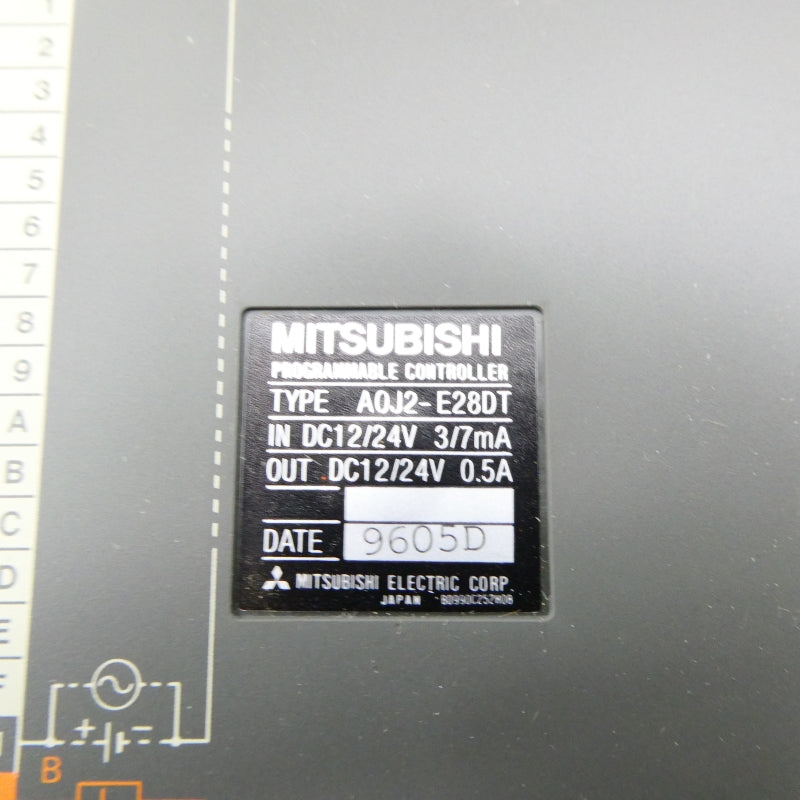 1
2
3
4
5
6
7
8
9
A
B
C
D
E
F
MITSUBISHI
PROGRAMMABLE CONTROLLER
TYPE A0J2-E28DT
IN DC12/24V 3/7mA
OUT DC12/24V 0.5A
DATE 9605D
MITSUBISHI ELECTRIC CORP.
JAPAN
+ −
B